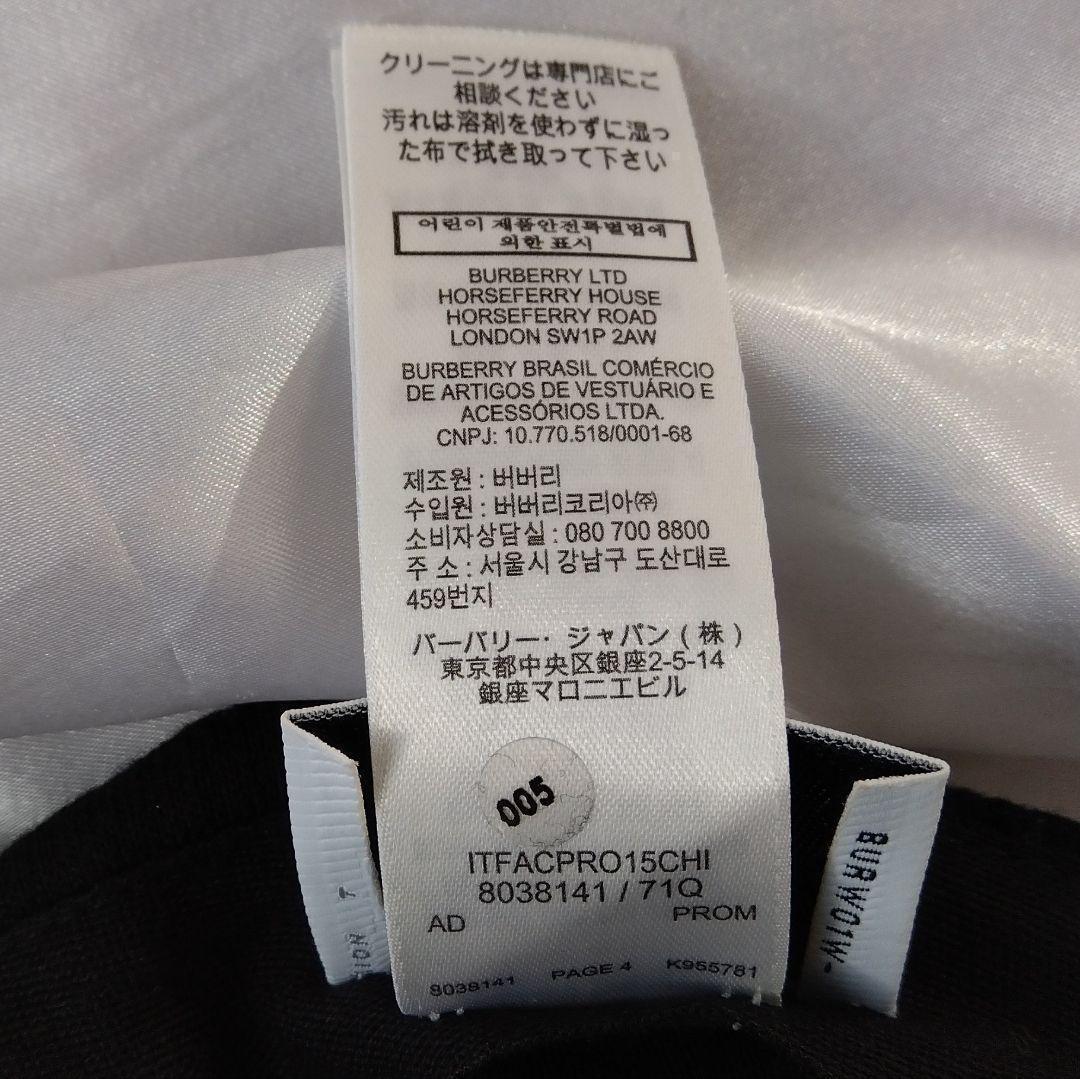 クリーニングは専門店にご
相談ください
汚れは溶剤を使わずに湿っ
た布で拭き取って下さい
어린이 제품안전특별법에
의한 표시
BURBERRY LTD
HORSEFERRY HOUSE
HORSEFERRY ROAD
LONDON SW1P 2AW
BURBERRY BRASIL COMÉRCIO
DE ARTIGOS DE VESTUÁRIO E
ACESSÓRIOS LTDA.
CNPJ: 10.770.518/0001-68
제조원 : 버버리
수입원 : 버버리코리아㈜
소비자상담실 : 080 700 8800
주 소 : 서울시 강남구 도산대로
459번지
バーバリー・ジャパン ( 株 )
東京都中央区銀座2-5-14
銀座マロニエビル
005
ITFACPRO15CHI
8038141 / 71Q
AD PROM
8038141 PAGE 4 K955781
TION T
BURW01W-